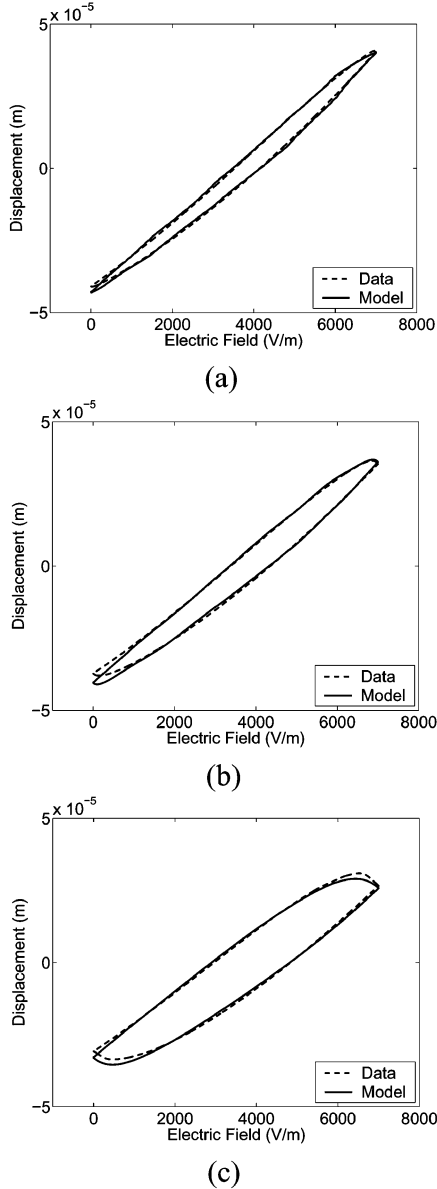 5 x 10⁻⁵
Displacement (m)
0
−5
0 2000 4000 6000 8000
Electric Field (V/m)
Data
Model
(a)
5 x 10⁻⁵
Displacement (m)
0
−5
0 2000 4000 6000 8000
Electric Field (V/m)
Data
Model
(b)
5 x 10⁻⁵
Displacement (m)
0
−5
0 2000 4000 6000 8000
Electric Field (V/m)
Data
Model
(c)